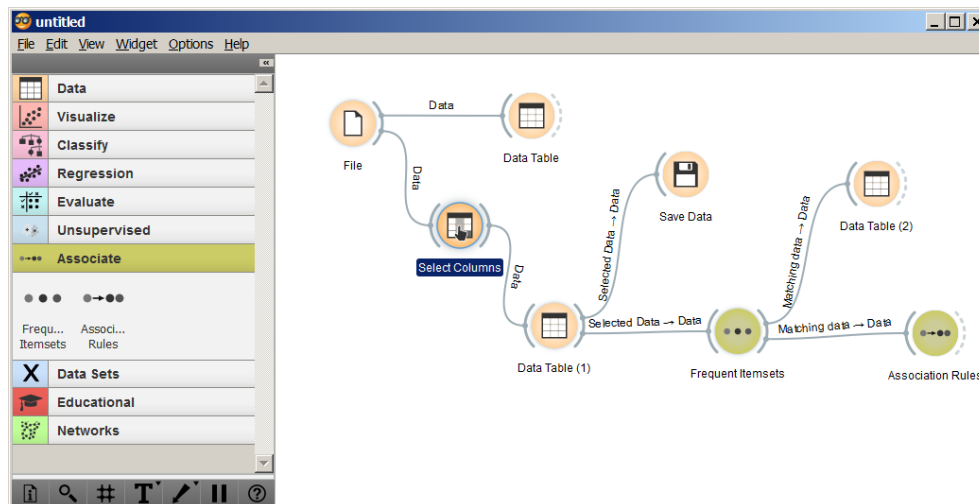 untitled
File Edit View Widget Options Help
Data
Visualize
Classify
Regression
Evaluate
Unsupervised
Associate
Frequ...
Itemsets
Associ...
Rules
Data Sets
Educational
Networks
Data
File
Data Table
Data
Select Columns
Data
Data Table (1)
Selected Data → Data
Save Data
Selected Data → Data
Frequent Itemsets
Matching data → Data
Data Table (2)
Matching data → Data
Association Rules